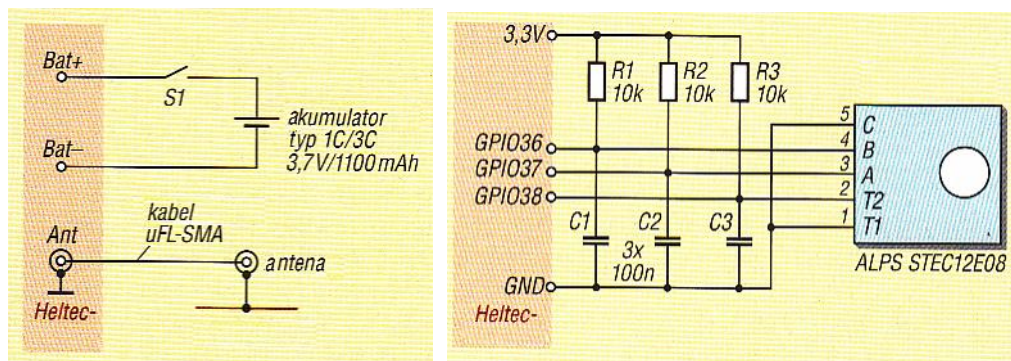 Bat+
S1
akumulator
typ 1C/3C
3,7V/1100 mAh
Bat–
kabel
uFL-SMA
Ant
antena
Heltec-
3,3V
R1
10k
R2
10k
R3
10k
GPIO36
GPIO37
GPIO38
5
C
4
B
3
A
2
T2
1
T1
C1
C2
C3
3x
100n
GND
ALPS STEC12E08
Heltec-